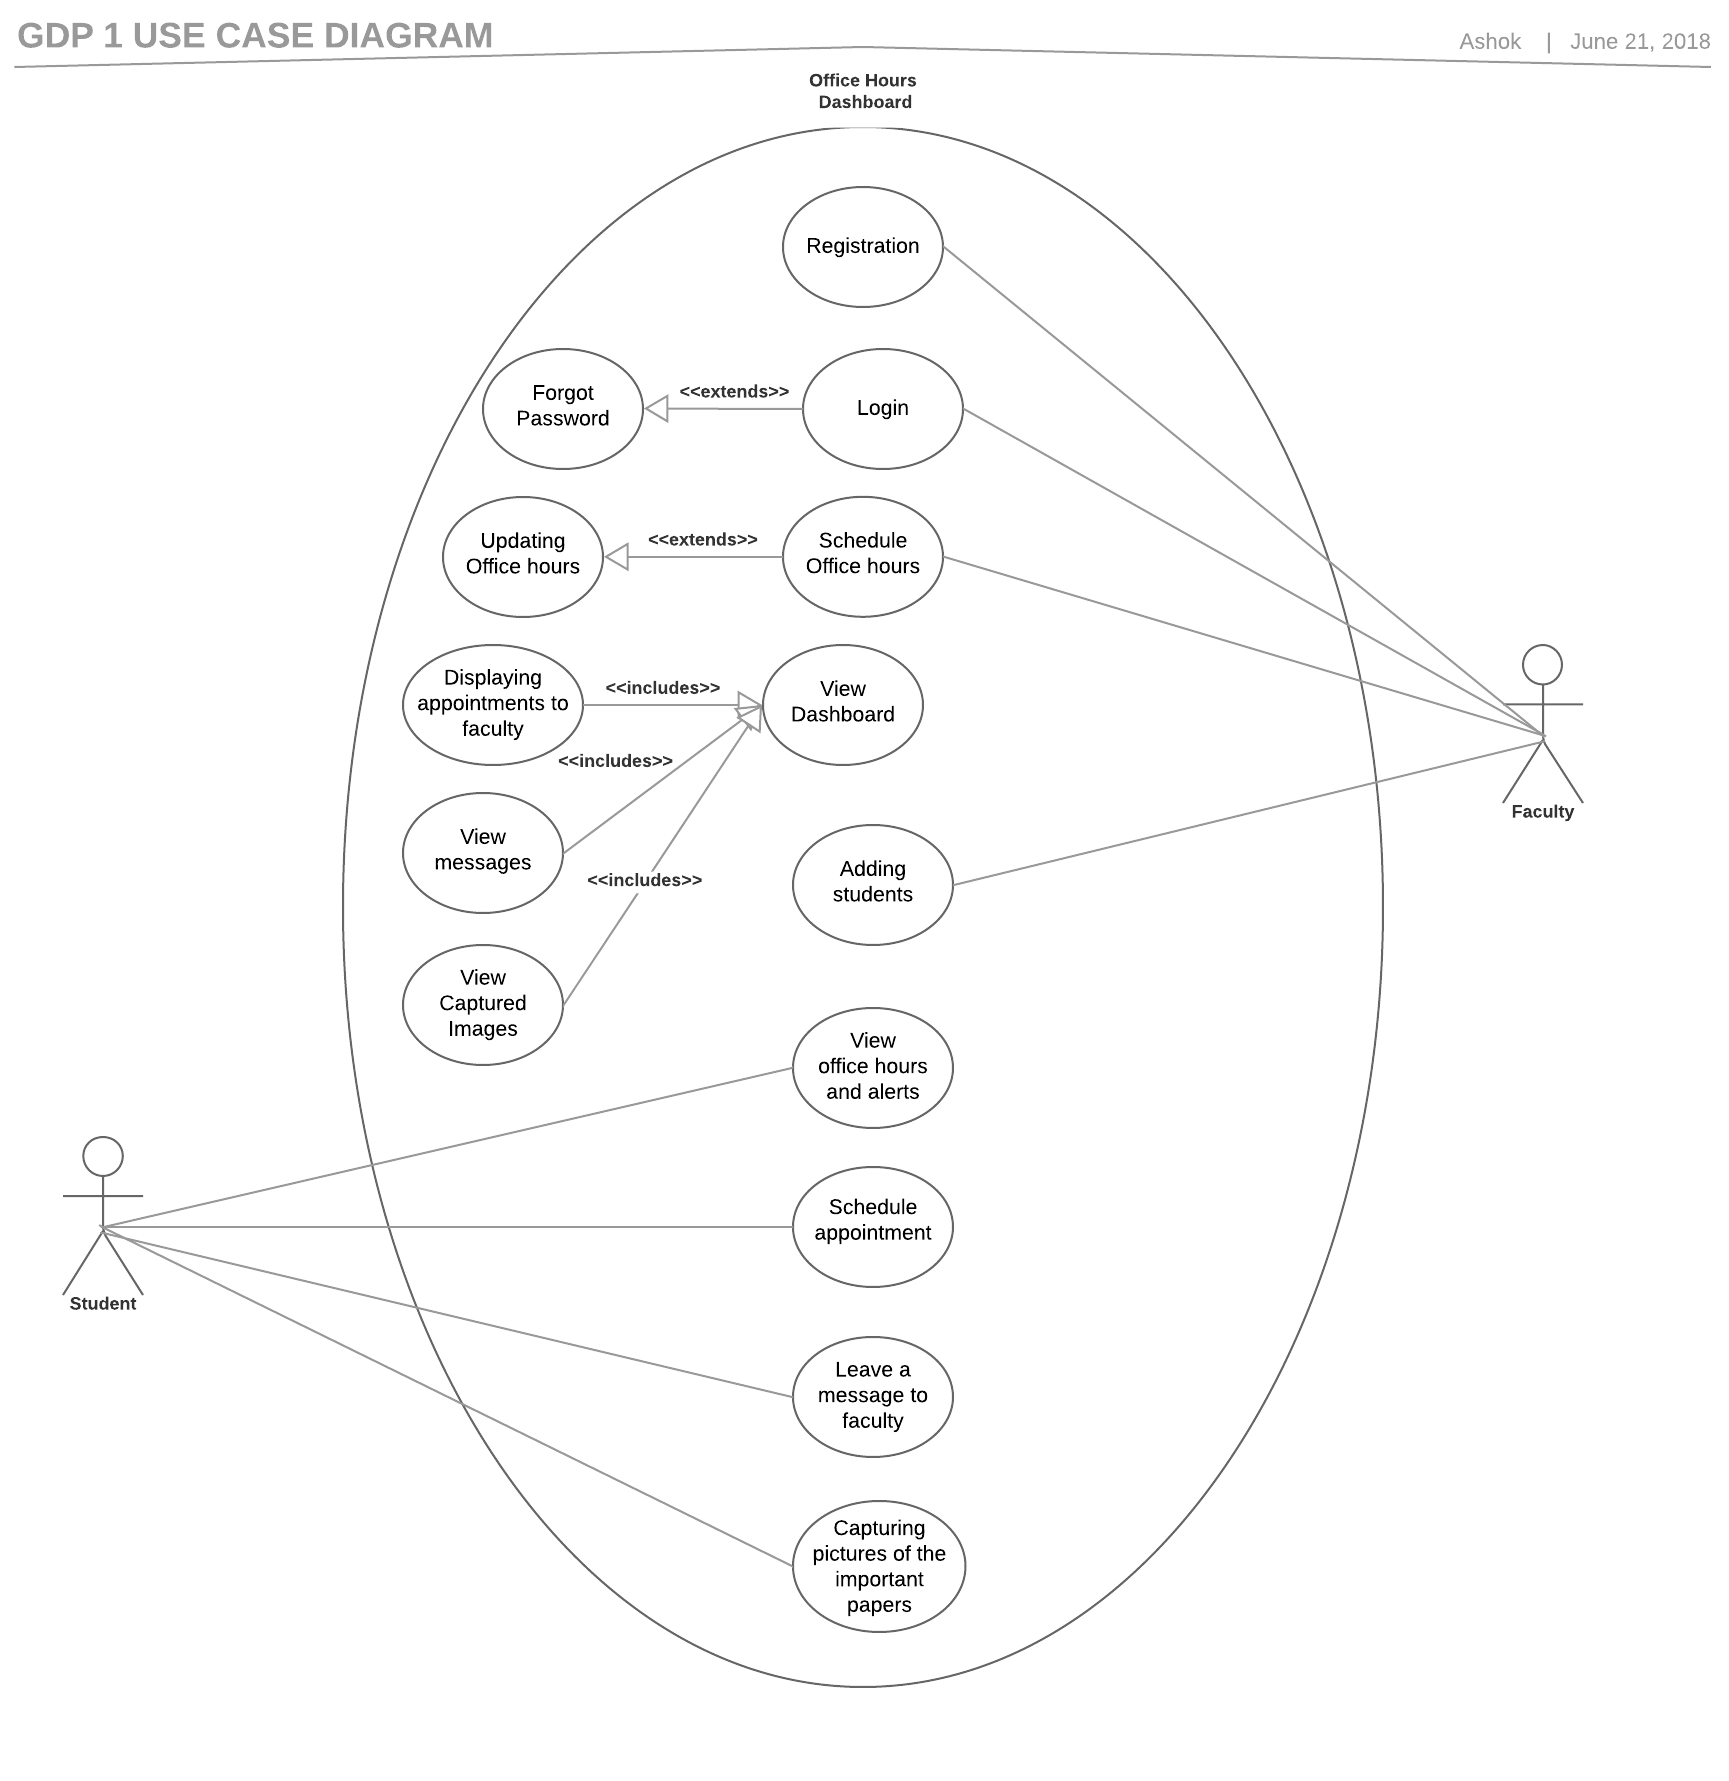 GDP 1 USE CASE DIAGRAM
Ashok | June 21, 2018
Office Hours
Dashboard
Registration
Forgot
Password
<<extends>>
Login
Updating
Office hours
<<extends>>
Schedule
Office hours
Displaying
appointments to
faculty
<<includes>>
View
Dashboard
<<includes>>
Faculty
View
messages
<<includes>>
Adding
students
View
Captured
Images
View
office hours
and alerts
Student
Schedule
appointment
Leave a
message to
faculty
Capturing
pictures of the
important
papers